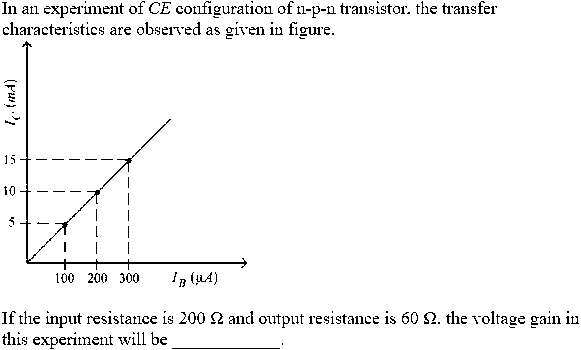 In an experiment of CE configuration of n-p-n transistor. the transfer
characteristics are observed as given in figure.
I_C (mA)
15
10
5
100 200 300 I_B (μA)
If the input resistance is 200 Ω and output resistance is 60 Ω. the voltage gain in
this experiment will be ____________.